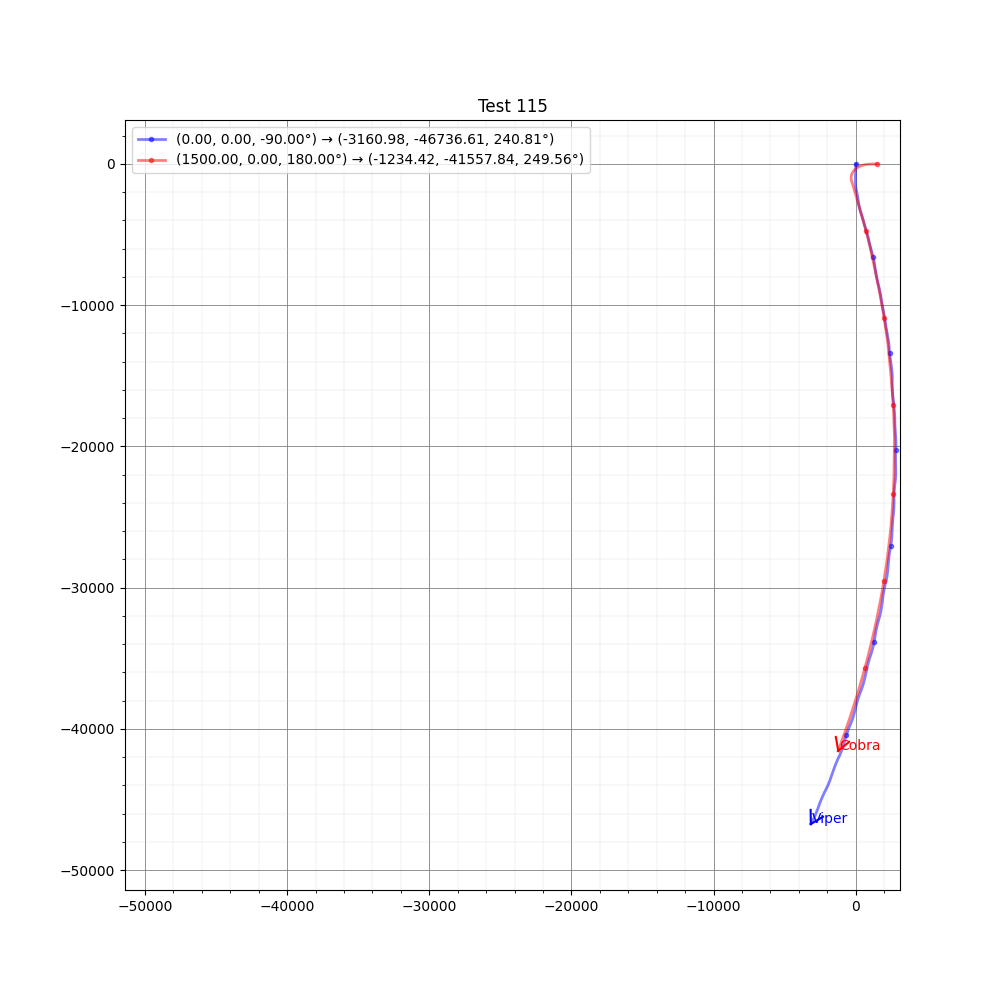 Test 115
(0.00, 0.00, -90.00°) → (-3160.98, -46736.61, 240.81°)
(1500.00, 0.00, 180.00°) → (-1234.42, -41557.84, 249.56°)
0
−10000
−20000
−30000
−40000
−50000
Cobra
Viper
−50000 −40000 −30000 −20000 −10000 0